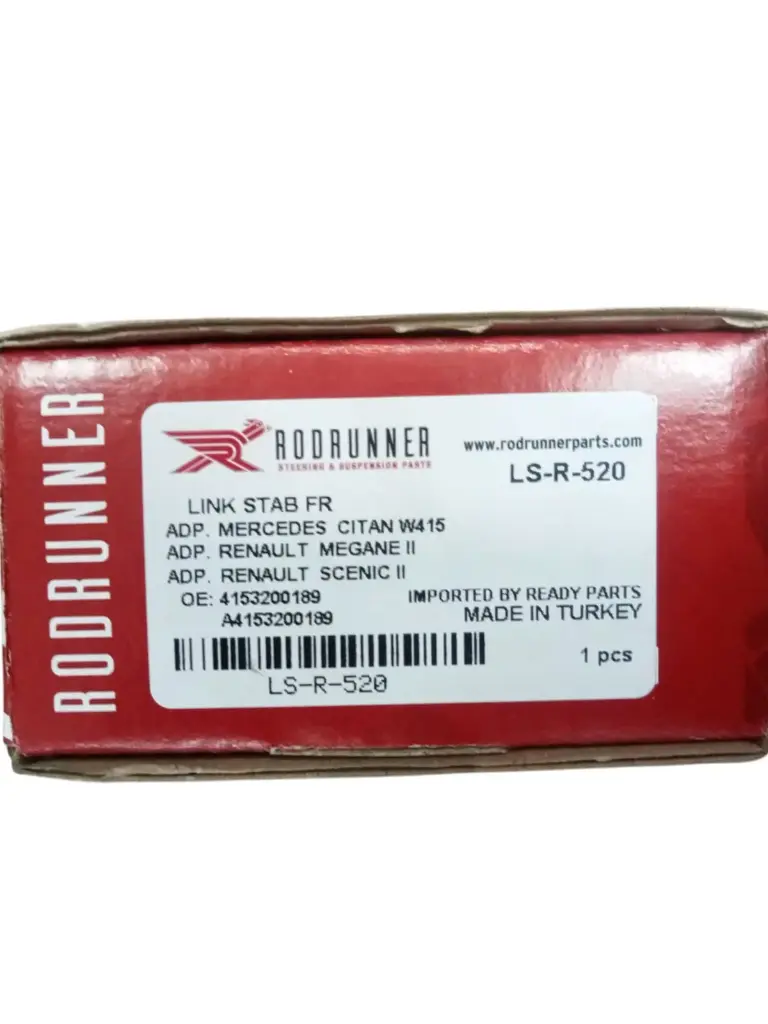 RODRUNNER
RODRUNNER
STEERING & SUSPENSION PARTS
www.rodrunnerparts.com
LS-R-520
LINK STAB FR
ADP. MERCEDES CITAN W415
ADP. RENAULT MEGANE II
ADP. RENAULT SCENIC II
OE: 4153200189
A4153200189
IMPORTED BY READY PARTS
MADE IN TURKEY
1 pcs
LS-R-520